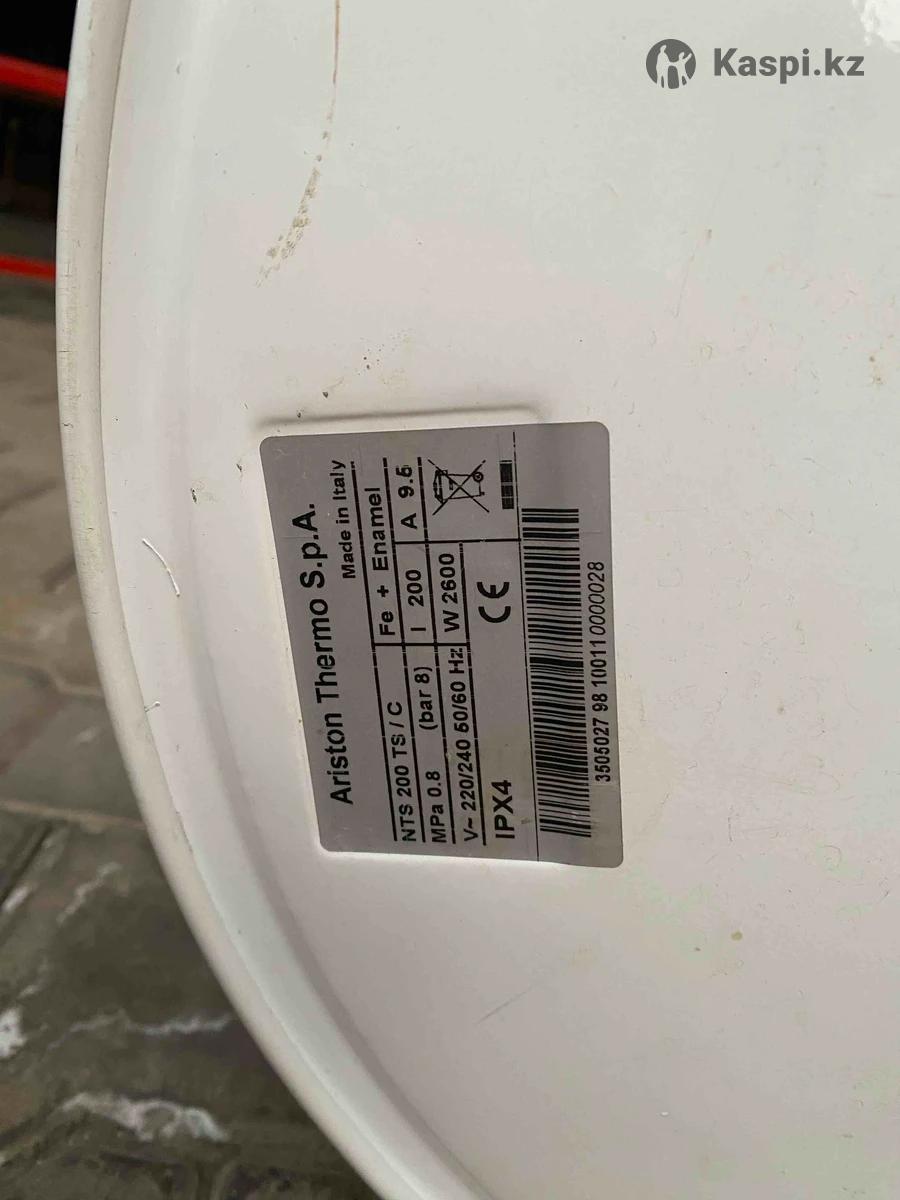 Kaspi.kz
Ariston Thermo S.p.A.
Made in Italy
NTS 200 TS / C Fe + Enamel
MPa 0.8 (bar 8) l 200 A 9.5
V~ 220/240 50/60 Hz W 2600
IPX4 CE
3505027 98 10011 0000028